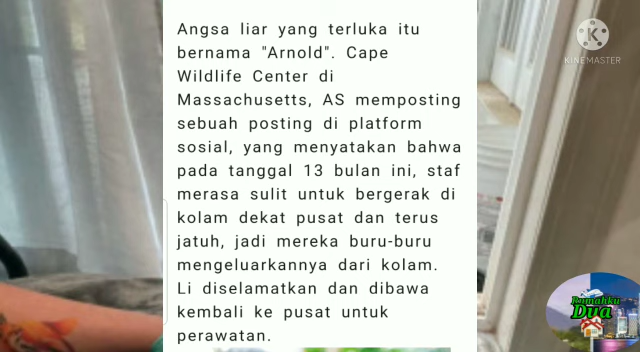 Angsa liar yang terluka itu
bernama "Arnold". Cape
Wildlife Center di
Massachusetts, AS memposting
sebuah posting di platform
sosial, yang menyatakan bahwa
pada tanggal 13 bulan ini, staf
merasa sulit untuk bergerak di
kolam dekat pusat dan terus
jatuh, jadi mereka buru-buru
mengeluarkannya dari kolam.
Li diselamatkan dan dibawa
kembali ke pusat untuk
perawatan.
K
KINEMASTER
Rumahku
Dua